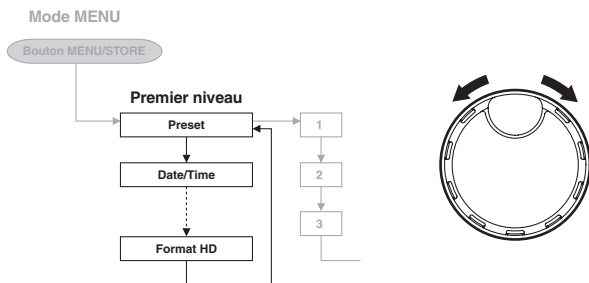 Mode MENU
Bouton MENU/STORE
Premier niveau
Preset
1
Date/Time
2
3
Format HD